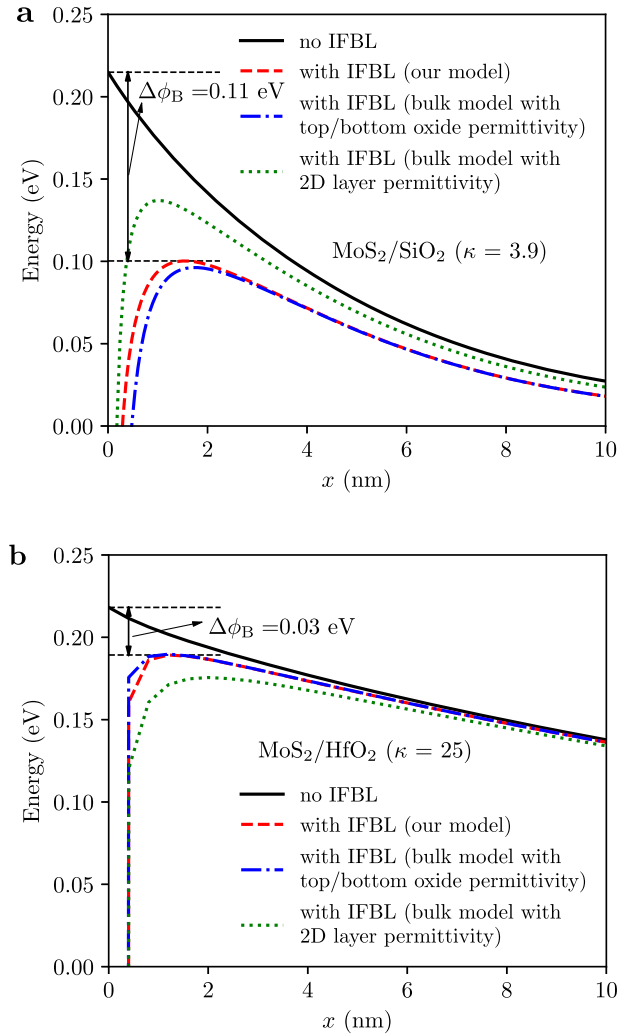 a
0.25
no IFBL
with IFBL (our model)
with IFBL (bulk model with
top/bottom oxide permittivity)
with IFBL (bulk model with
2D layer permittivity)
Δϕ_B =0.11 eV
0.20
0.15
0.10
0.05
0.00
Energy (eV)
MoS₂/SiO₂ (κ = 3.9)
0 2 4 6 8 10
x (nm)
b
0.25
Δϕ_B =0.03 eV
0.20
0.15
0.10
0.05
0.00
Energy (eV)
MoS₂/HfO₂ (κ = 25)
no IFBL
with IFBL (our model)
with IFBL (bulk model with
top/bottom oxide permittivity)
with IFBL (bulk model with
2D layer permittivity)
0 2 4 6 8 10
x (nm)